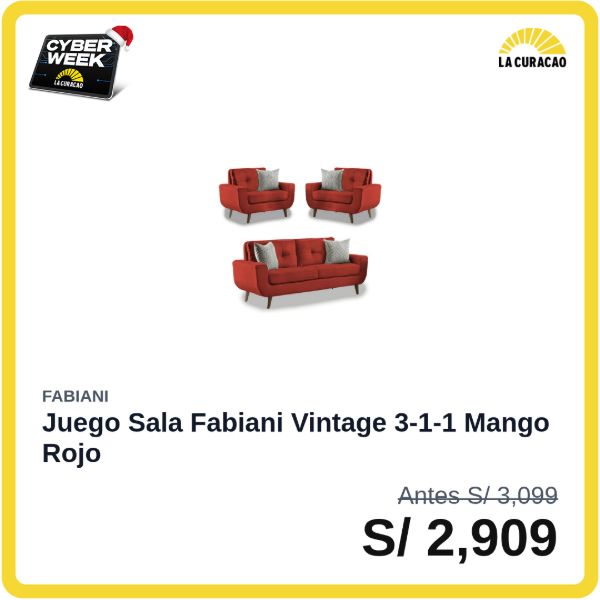 CYBER
WEEK
LA CURACAO
LA CURACAO
FABIANI
Juego Sala Fabiani Vintage 3-1-1 Mango
Rojo
Antes S/ 3,099
S/ 2,909